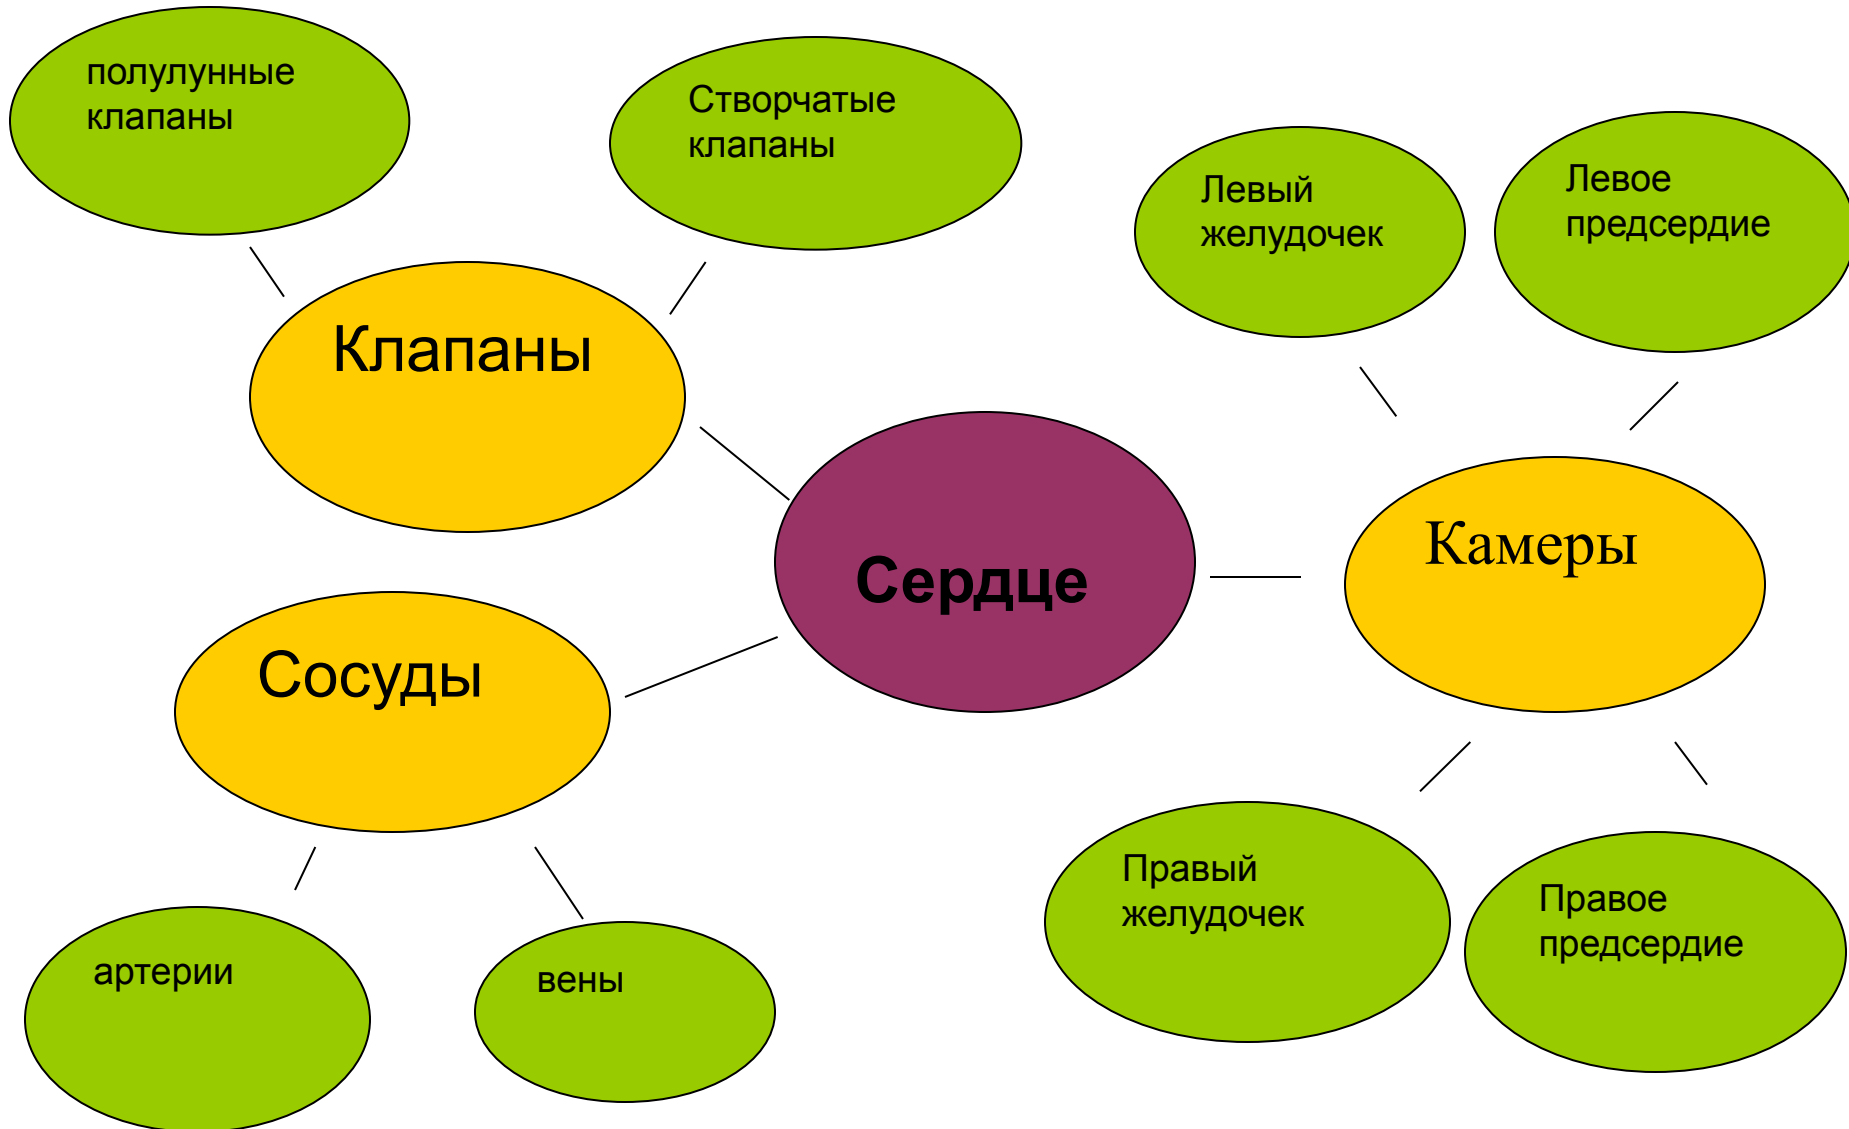 полулунные
клапаны
Створчатые
клапаны
Левый
желудочек
Левое
предсердие
Клапаны
Сердце
Камеры
Сосуды
артерии
вены
Правый
желудочек
Правое
предсердие